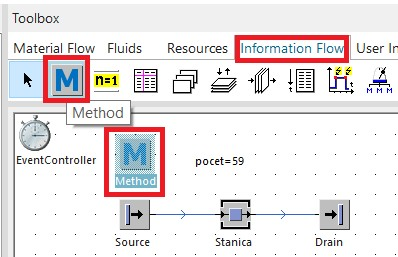 Toolbox
Material Flow Fluids Resources Information Flow User In
M n=1
Method
EventController
M
Method
pocet=59
Source Stanica Drain